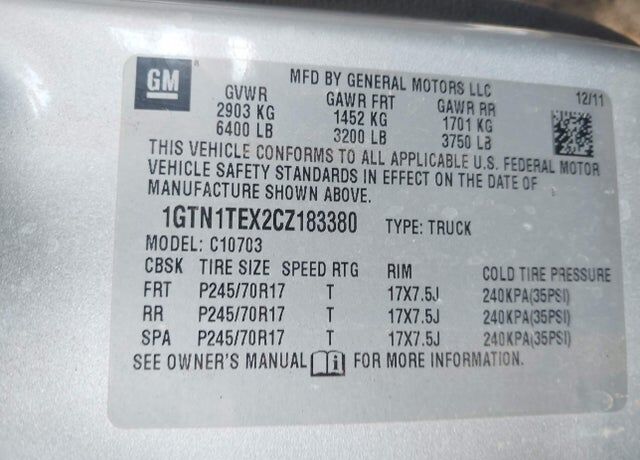 GM
MFD BY GENERAL MOTORS LLC
12/11
GVWR GAWR FRT GAWR RR
2903 KG 1452 KG 1701 KG
6400 LB 3200 LB 3750 LB
THIS VEHICLE CONFORMS TO ALL APPLICABLE U.S. FEDERAL MOTOR
VEHICLE SAFETY STANDARDS IN EFFECT ON THE DATE OF
MANUFACTURE SHOWN ABOVE.
1GTN1TEX2CZ183380 TYPE: TRUCK
MODEL: C10703
CBSK TIRE SIZE SPEED RTG RIM COLD TIRE PRESSURE
FRT P245/70R17 T 17X7.5J 240KPA(35PSI)
RR P245/70R17 T 17X7.5J 240KPA(35PSI)
SPA P245/70R17 T 17X7.5J 240KPA(35PSI)
SEE OWNER'S MANUAL i FOR MORE INFORMATION.